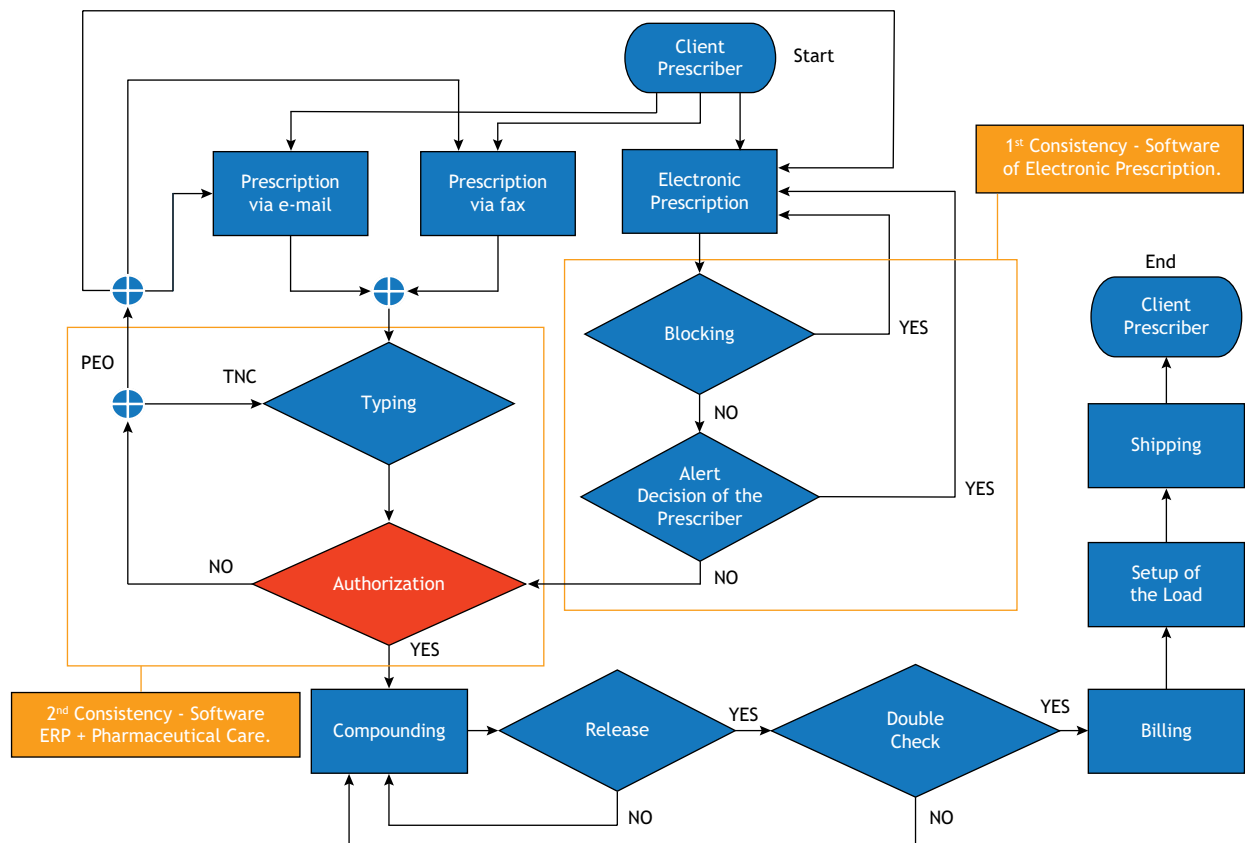 Client
Prescriber
Start
1st Consistency - Software
of Electronic Prescription.
Prescription
via e-mail
Prescription
via fax
Electronic
Prescription
End
Client
Prescriber
Blocking
YES
PEO
TNC
Typing
NO
Shipping
Alert
Decision of the
Prescriber
YES
NO
Authorization
NO
Setup of
the Load
YES
2nd Consistency - Software
ERP + Pharmaceutical Care.
Compounding
Release
YES
Double
Check
YES
Billing
NO
NO